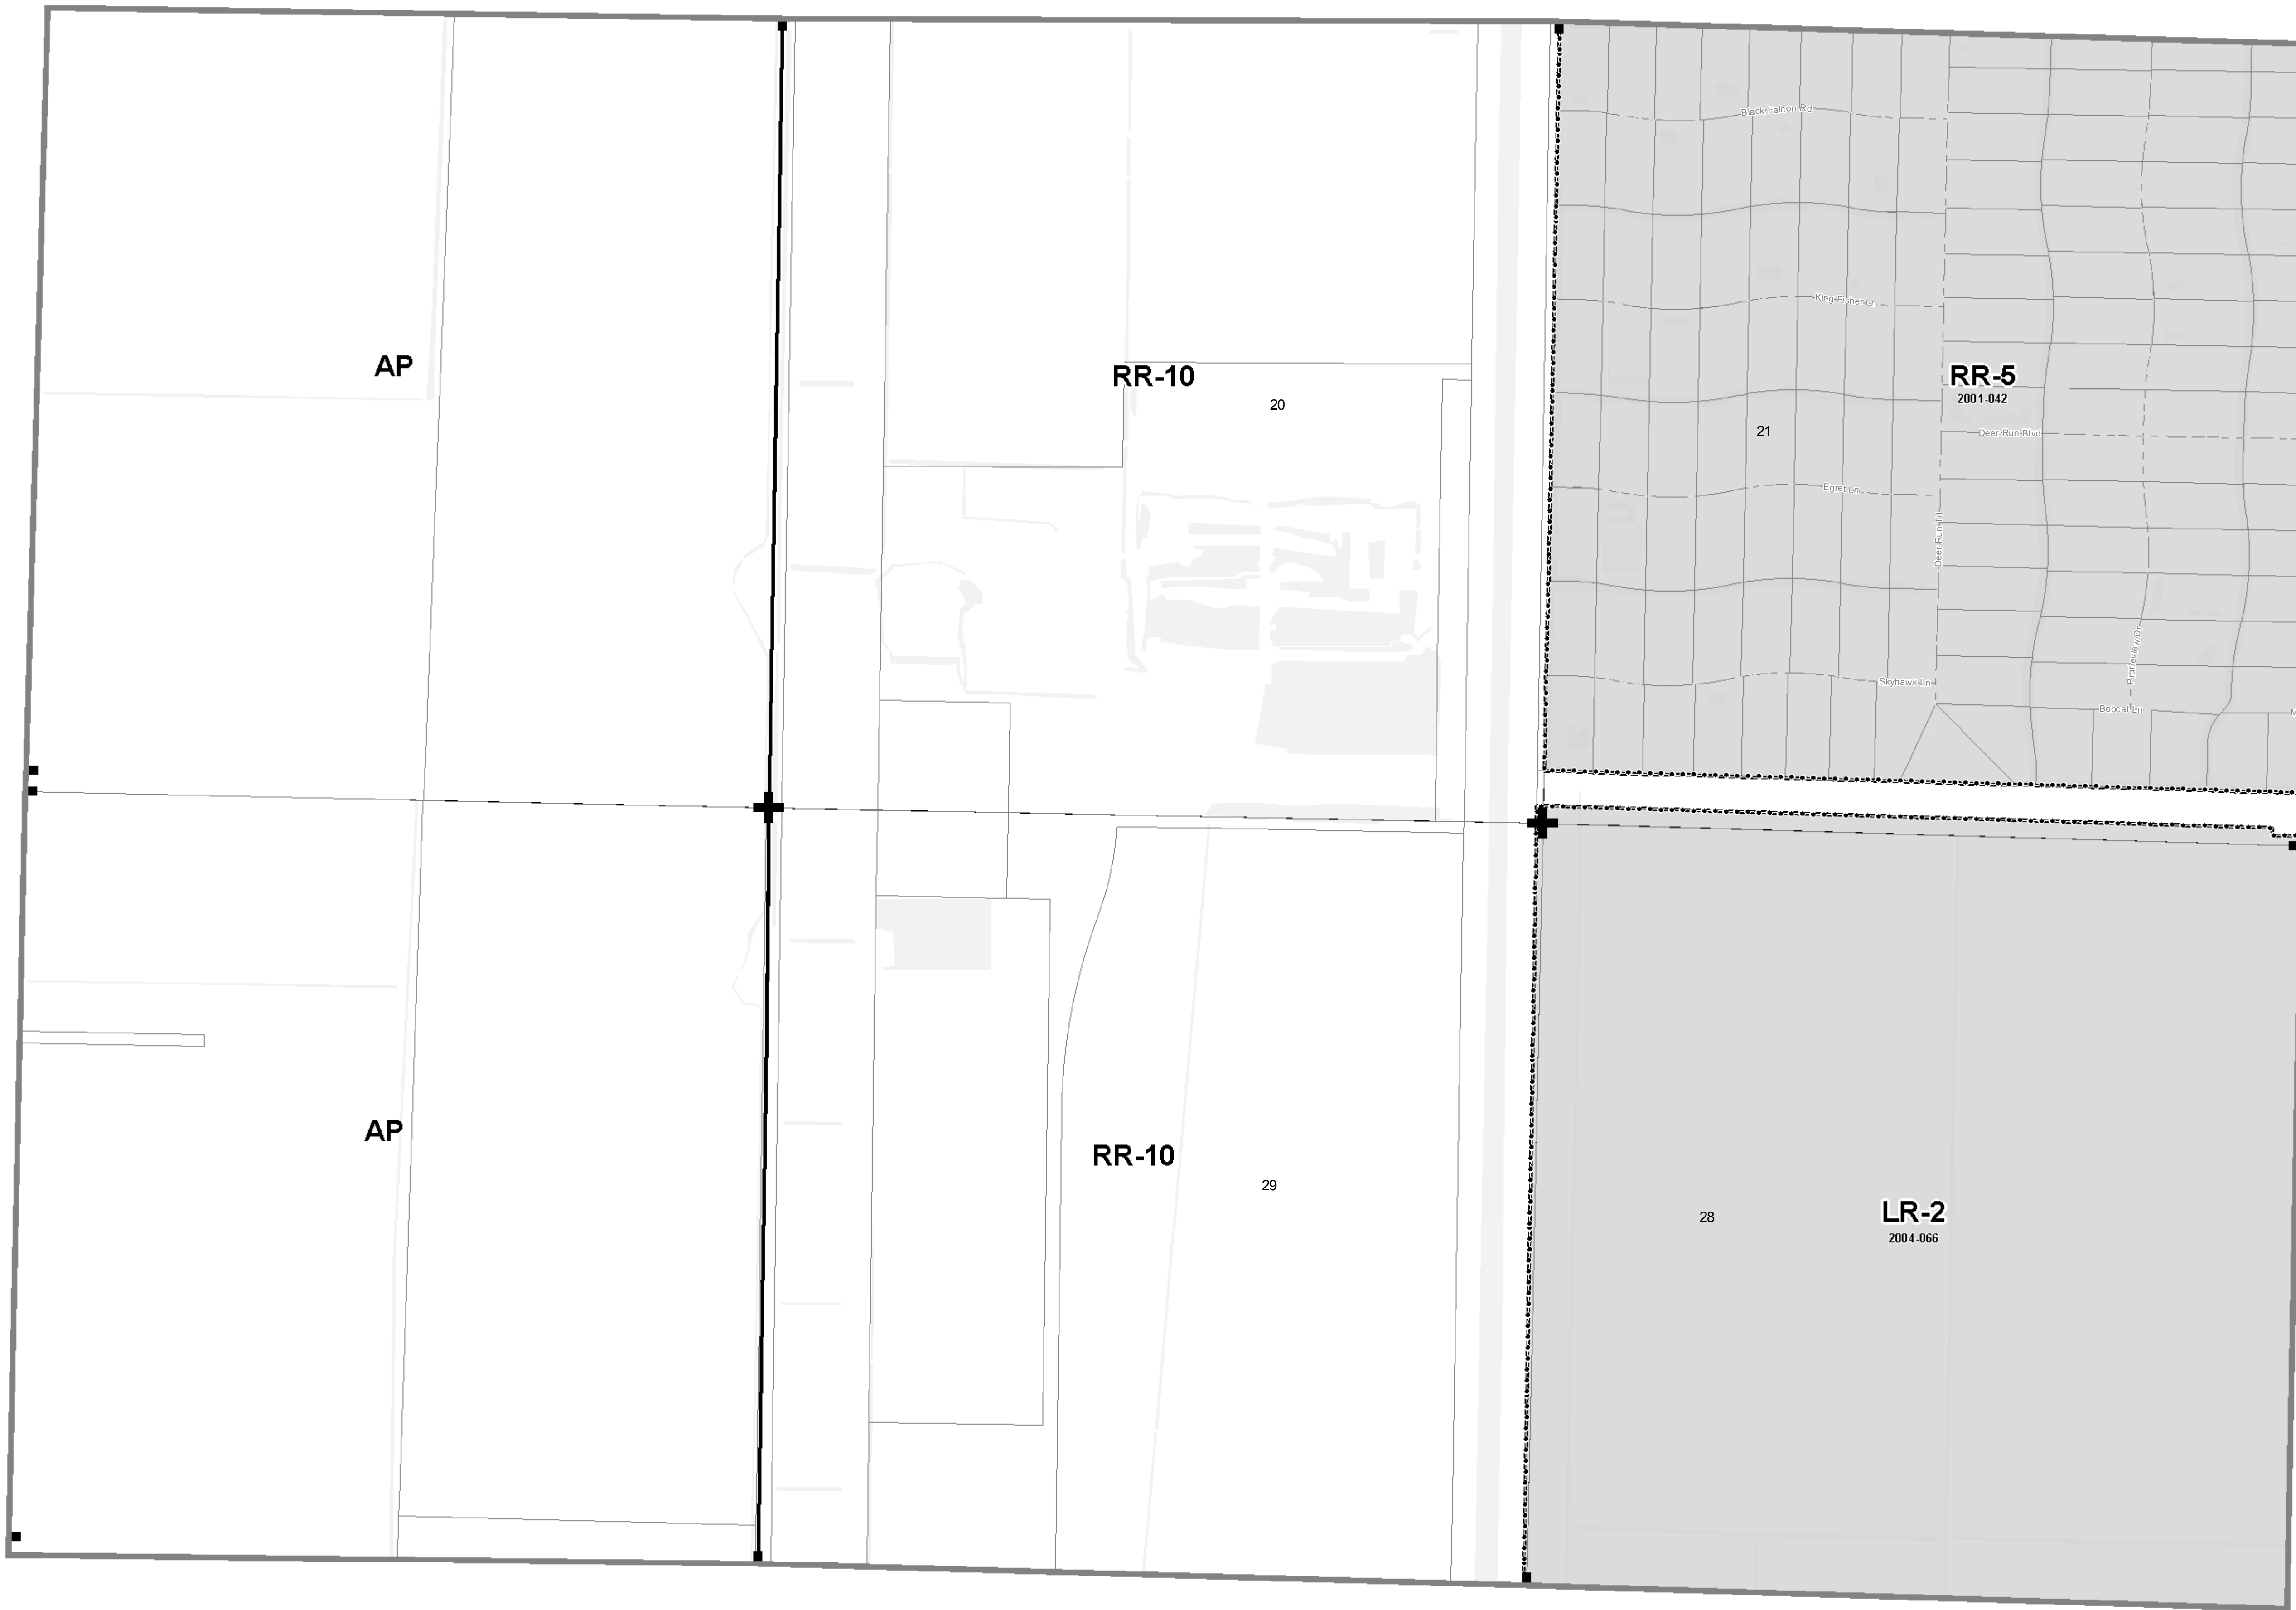 Black Falcon Rd
King Fisher Ln
AP
RR-10
20
RR-5
2001-042
21
Deer Run Blvd
Egret Ln
Deer Run Trl
Prairieview Dr
Skyhawk Ln
Bobcat Ln
M
AP
RR-10
29
28
LR-2
2004-066